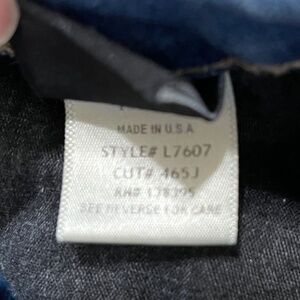 MADE IN U.S.A
STYLE# L7607
CUT# 465J
SEE REVERSE FOR CARE